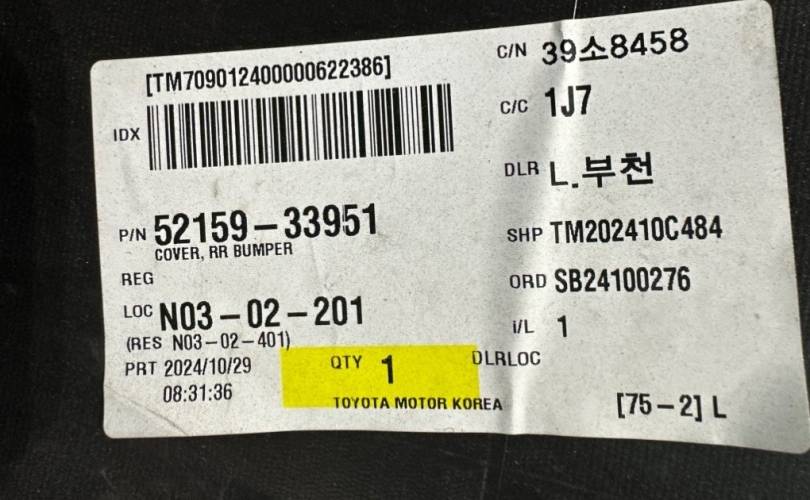 [TM709012400000622386]
IDX
P/N 52159-33951
COVER, RR BUMPER
REG
LOC N03-02-201
(RES N03-02-401)
PRT 2024/10/29
08:31:36
QTY 1
TOYOTA MOTOR KOREA
C/N 39소8458
C/C 1J7
DLR L.부천
SHP TM202410C484
ORD SB24100276
i/L 1
DLRLOC
[75-2] L